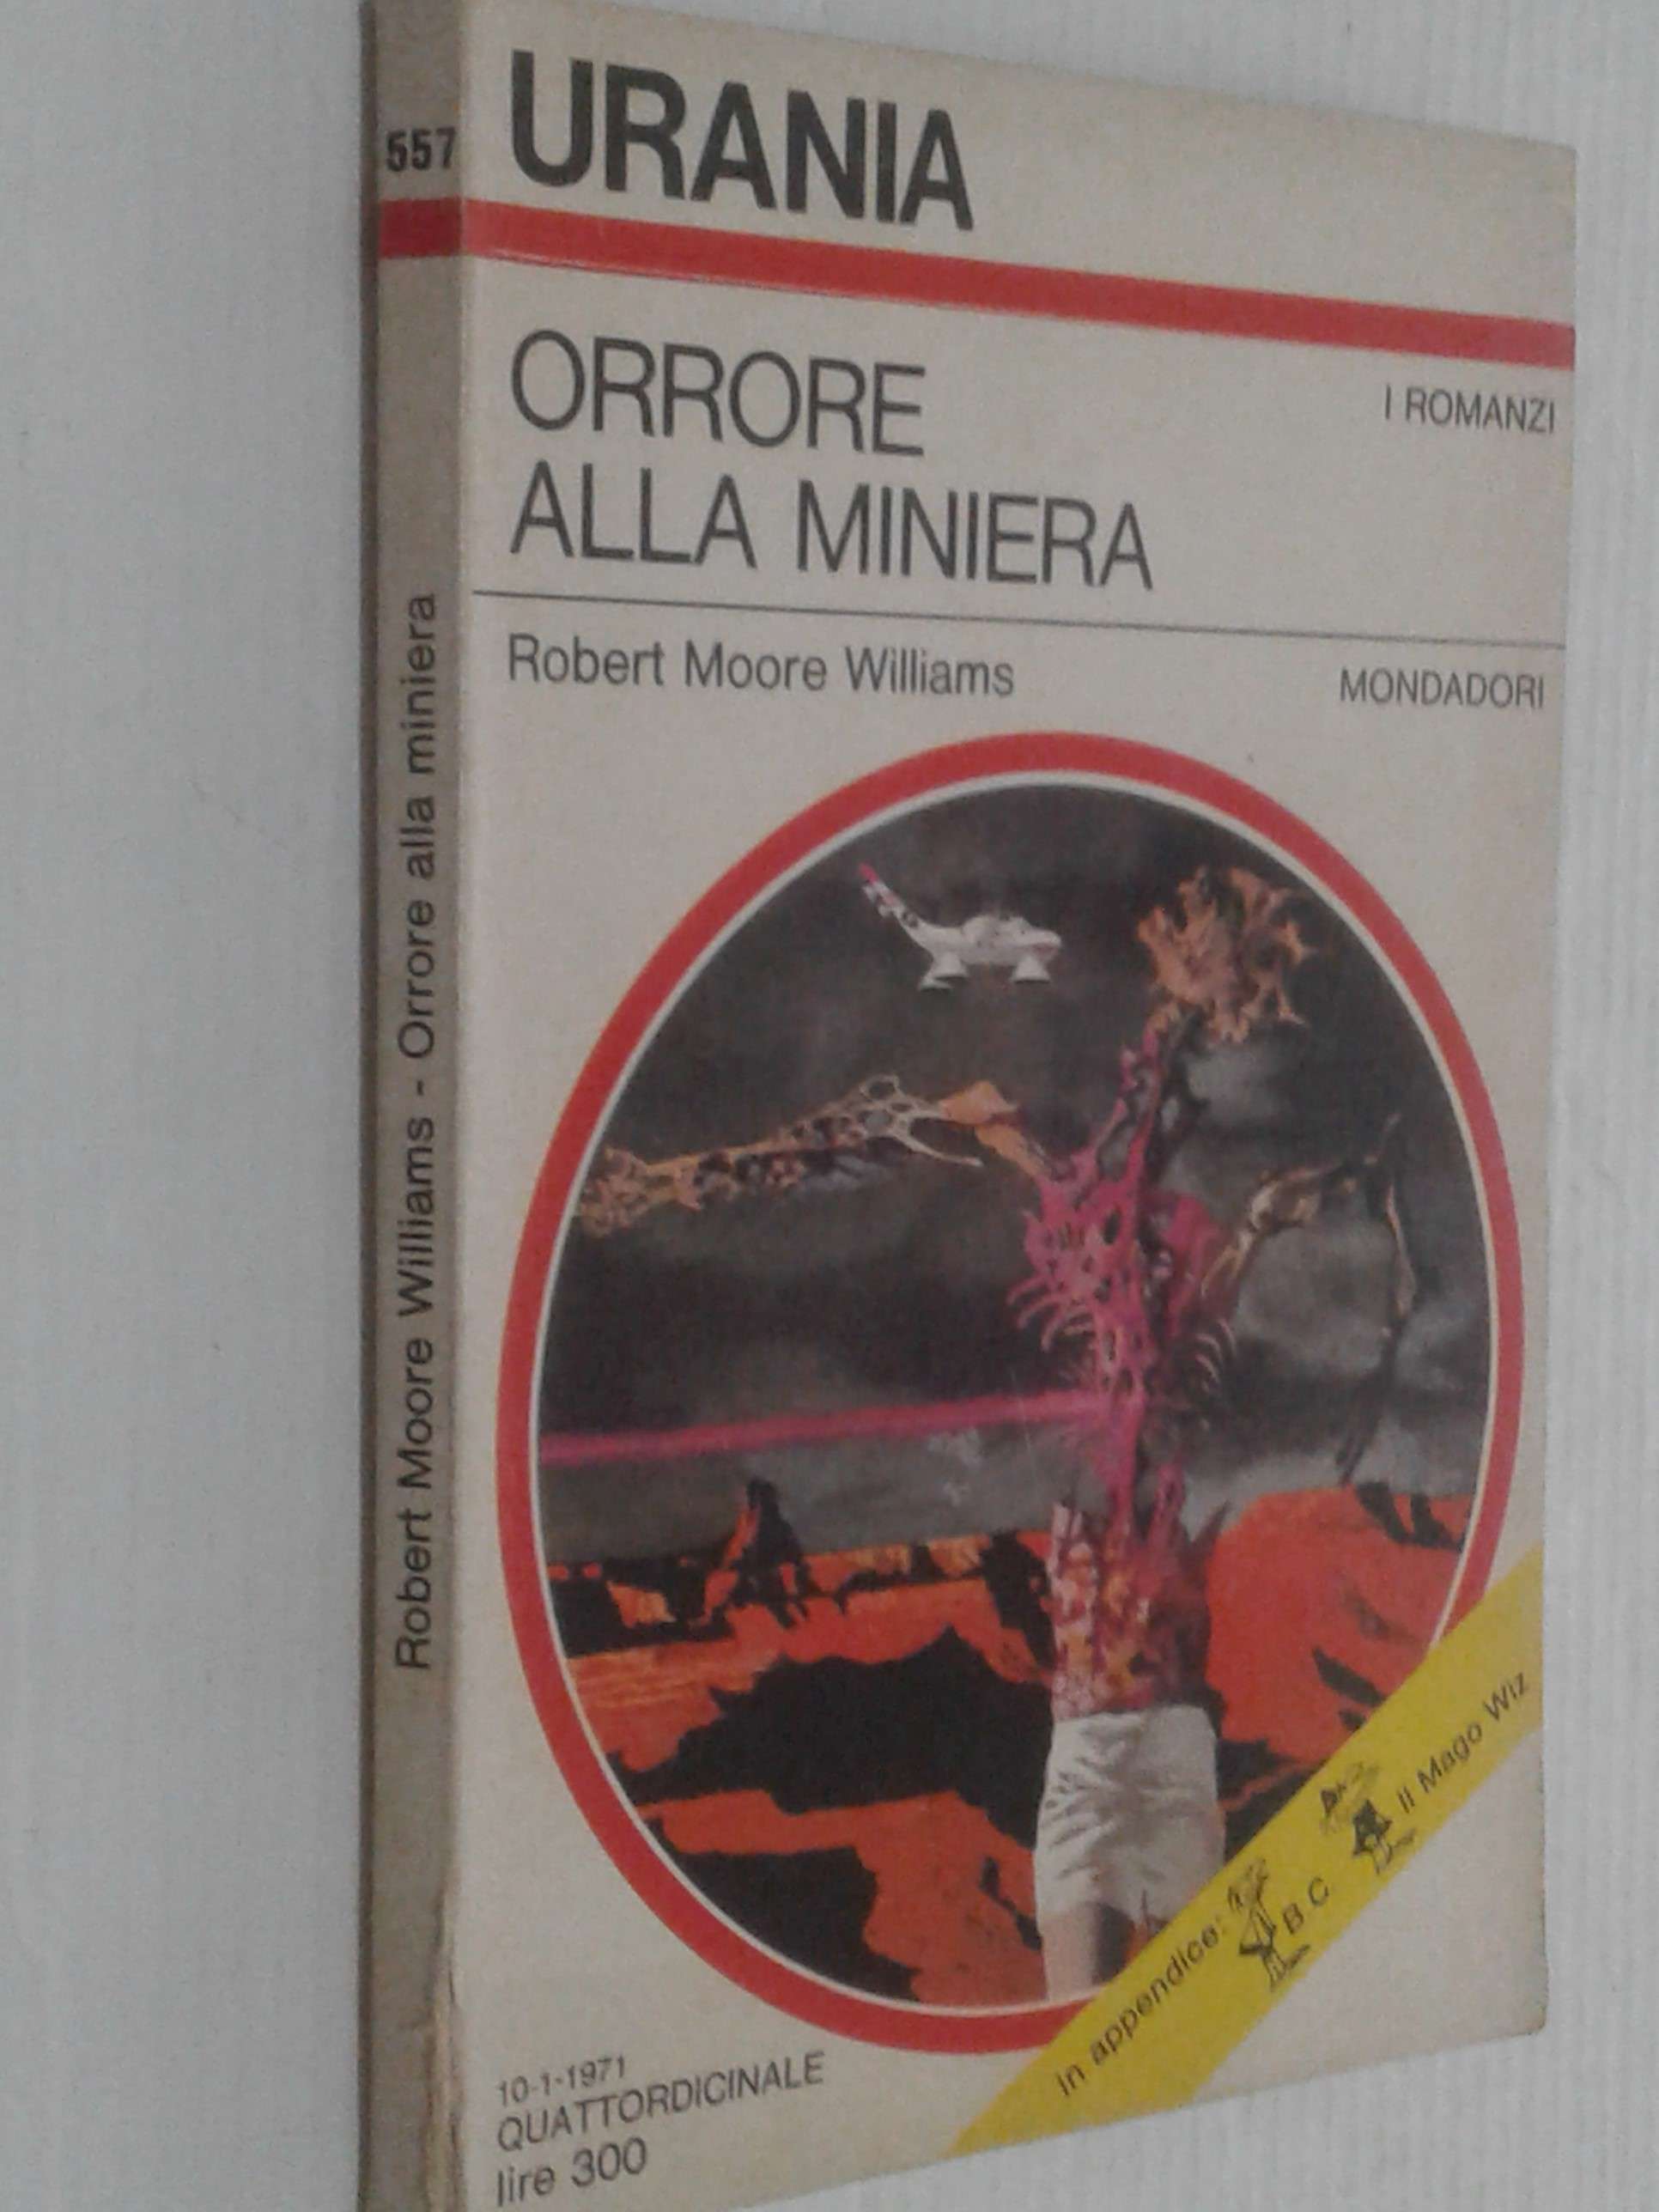 557
URANIA
ORRORE
ALLA MINIERA
I ROMANZI
Robert Moore Williams
MONDADORI
Robert Moore Williams - Orrore alla miniera
In appendice:
B C
Il Mago Wiz
10-1-1971
QUATTORDICINALE
lire 300